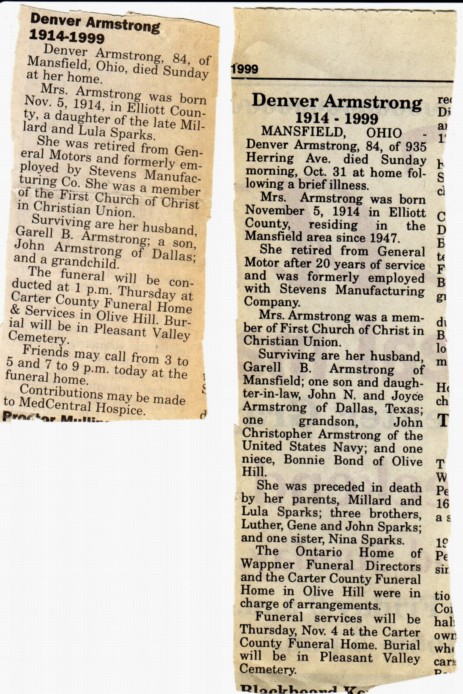 Denver Armstrong
1914-1999
Denver Armstrong, 84, of
Mansfield, Ohio, died Sunday
at her home.
Mrs. Armstrong was born
Nov. 5, 1914, in Elliott Coun-
ty, a daughter of the late Mil-
lard and Lula Sparks.
She was retired from Gen-
eral Motors and formerly em-
ployed by Stevens Manufac-
turing Co. She was a member
of the First Church of Christ
in Christian Union.
Surviving are her husband,
Garell B. Armstrong; a son,
John Armstrong of Dallas;
and a grandchild.
The funeral will be con-
ducted at 1 p.m. Thursday at
Carter County Funeral Home
& Services in Olive Hill. Bur-
ial will be in Pleasant Valley
Cemetery.
Friends may call from 3 to
5 and 7 to 9 p.m. today at the
funeral home.
Contributions may be made
to MedCentral Hospice.
1999
Denver Armstrong
1914 - 1999
MANSFIELD, OHIO -
Denver Armstrong, 84, of 935
Herring Ave. died Sunday
morning, Oct. 31 at home fol-
lowing a brief illness.
Mrs. Armstrong was born
November 5, 1914 in Elliott
County, residing in the
Mansfield area since 1947.
She retired from General
Motor after 20 years of service
and was formerly employed
with Stevens Manufacturing
Company.
Mrs. Armstrong was a mem-
ber of First Church of Christ in
Christian Union.
Surviving are her husband,
Garell B. Armstrong of
Mansfield; one son and daugh-
ter-in-law, John N. and Joyce
Armstrong of Dallas, Texas;
one grandson, John
Christopher Armstrong of the
United States Navy; and one
niece, Bonnie Bond of Olive
Hill.
She was preceded in death
by her parents, Millard and
Lula Sparks; three brothers,
Luther, Gene and John Sparks;
and one sister, Nina Sparks.
The Ontario Home of
Wappner Funeral Directors
and the Carter County Funeral
Home in Olive Hill were in
charge of arrangements.
Funeral services will be
Thursday, Nov. 4 at the Carter
County Funeral Home. Burial
will be in Pleasant Valley
Cemetery.